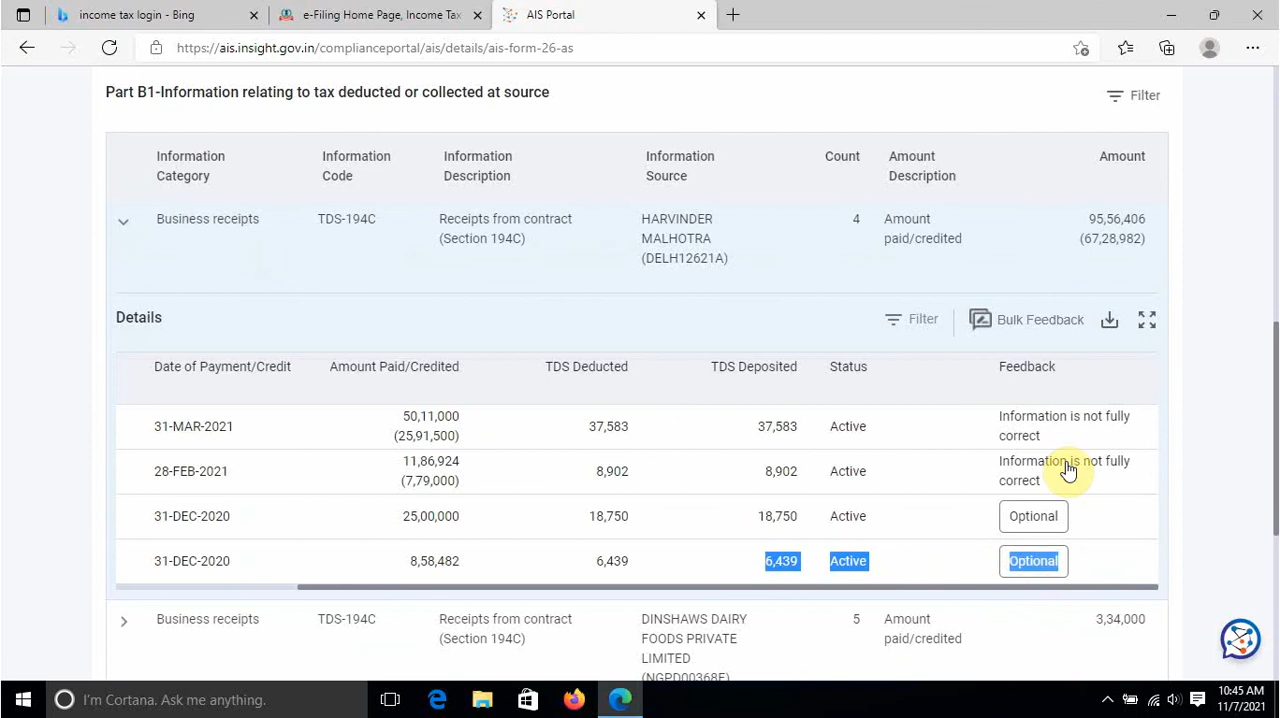 income tax login - Bing
e-Filing Home Page, Income Tax
AIS Portal
https://ais.insight.gov.in/complianceportal/ais/details/ais-form-26-as
Part B1-Information relating to tax deducted or collected at source
Filter
Information Category
Information Code
Information Description
Information Source
Count
Amount Description
Amount
Business receipts
TDS-194C
Receipts from contract (Section 194C)
HARVINDER MALHOTRA (DELH12621A)
4
Amount paid/credited
95,56,406 (67,28,982)
Details
Filter
Bulk Feedback
Date of Payment/Credit
Amount Paid/Credited
TDS Deducted
TDS Deposited
Status
Feedback
31-MAR-2021
50,11,000 (25,91,500)
37,583
37,583
Active
Information is not fully correct
28-FEB-2021
11,86,924 (7,79,000)
8,902
8,902
Active
Information is not fully correct
31-DEC-2020
25,00,000
18,750
18,750
Active
Optional
31-DEC-2020
8,58,482
6,439
6,439
Active
Optional
Business receipts
TDS-194C
Receipts from contract (Section 194C)
DINSHAWS DAIRY FOODS PRIVATE LIMITED (NGPD00368F)
5
Amount paid/credited
3,34,000
I'm Cortana. Ask me anything.
10:45 AM
11/7/2021